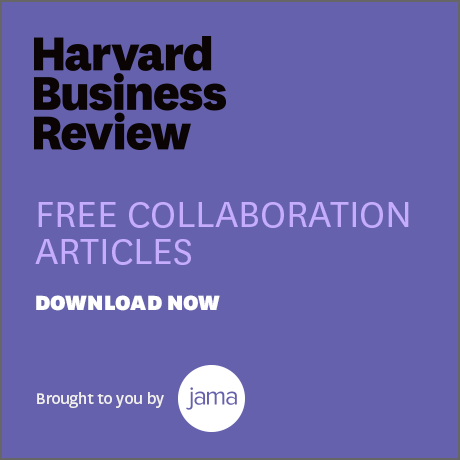 Harvard
Business
Review
FREE COLLABORATION
ARTICLES
DOWNLOAD NOW
Brought to you by jama